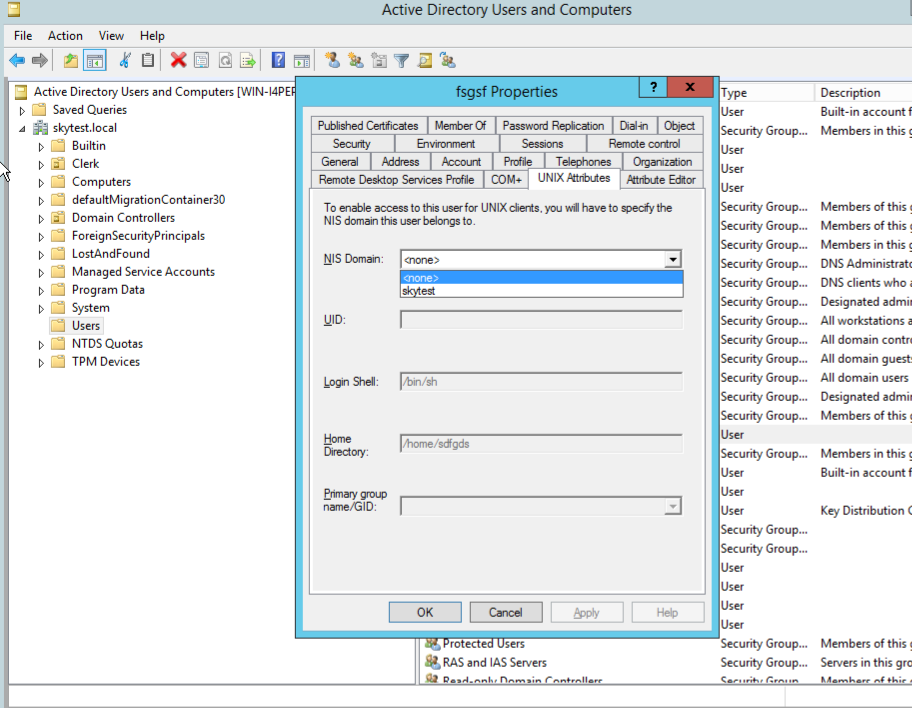 Active Directory Users and Computers
File Action View Help
Active Directory Users and Computers [WIN-I4PER
Saved Queries
skytest.local
Builtin
Clerk
Computers
defaultMigrationContainer30
Domain Controllers
ForeignSecurityPrincipals
LostAndFound
Managed Service Accounts
Program Data
System
Users
NTDS Quotas
TPM Devices
fsgsf Properties
? x
Published Certificates Member Of Password Replication Dial-in Object
Security Environment Sessions Remote control
General Address Account Profile Telephones Organization
Remote Desktop Services Profile COM+ UNIX Attributes Attribute Editor
To enable access to this user for UNIX clients, you will have to specify the
NIS domain this user belongs to.
NIS Domain: <none>
<none>
skytest
UID:
Login Shell: /bin/sh
Home
Directory: /home/sdfgds
Primary group
name/GID:
OK Cancel Apply Help
Type Description
User Built-in account f
Security Group... Members in this g
User
User
User
Security Group... Members of this g
Security Group... Members of this g
Security Group... Members in this g
Security Group... DNS Administrato
Security Group... DNS clients who a
Security Group... Designated admin
Security Group... All workstations a
Security Group... All domain contro
Security Group... All domain guest
Security Group... All domain users
Security Group... Designated admin
Security Group... Members of this g
User
Security Group... Members in this g
User Built-in account f
User
User Key Distribution C
Security Group...
Security Group...
User
User
User
User
Protected Users Security Group... Members of this g
RAS and IAS Servers Security Group... Servers in this gro
Read-only Domain Controllers Security Group... Members of this g